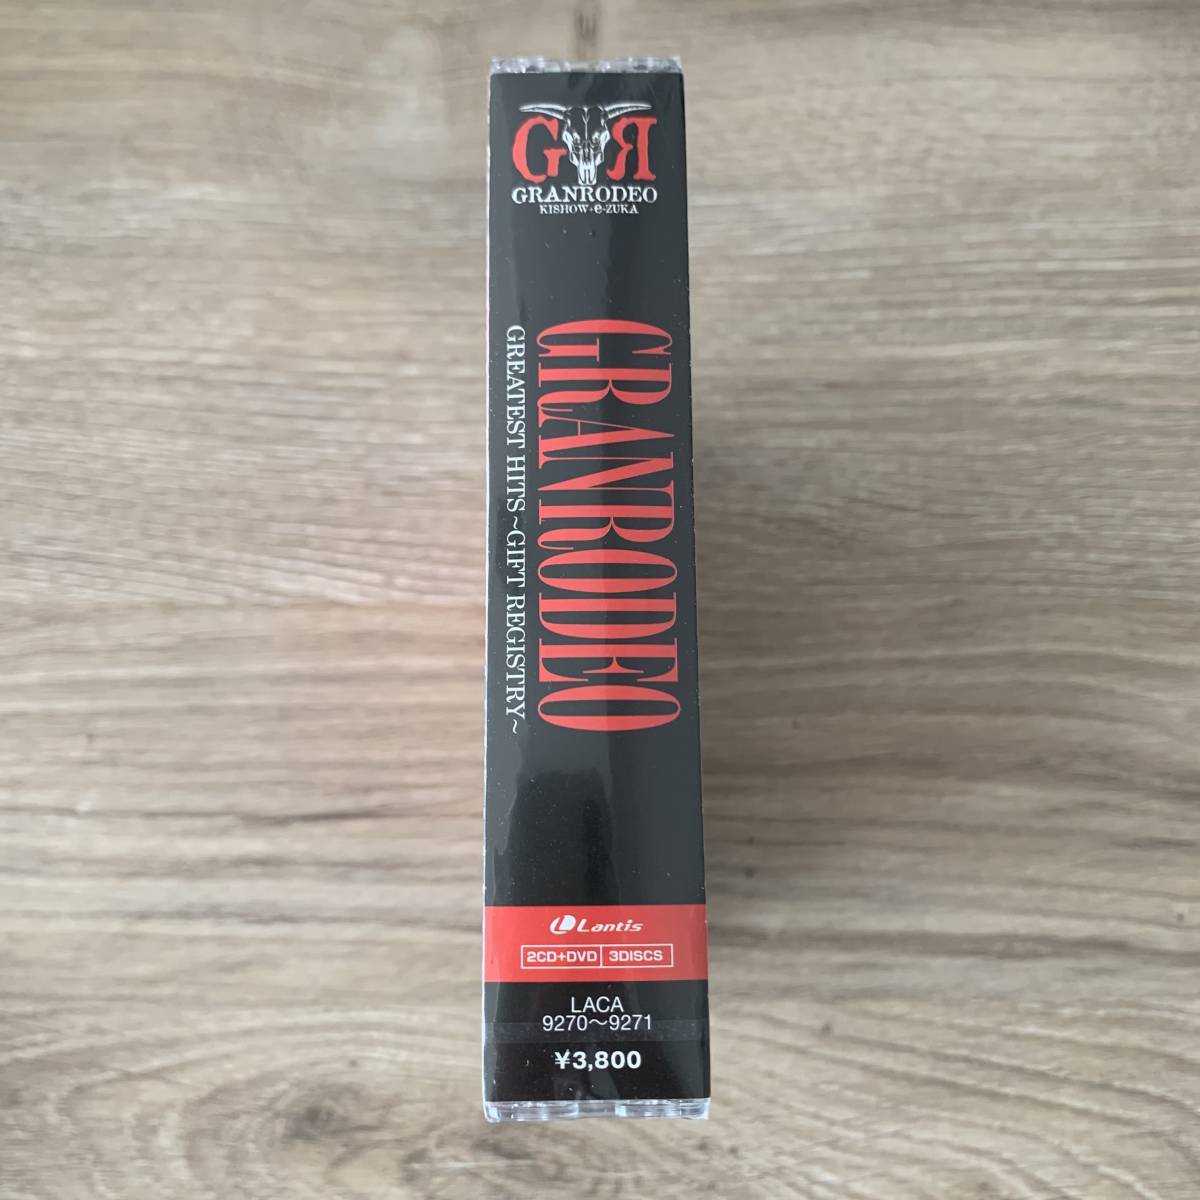 GR
GRANRODEO
KISHOW・e-ZUKA
GRANRODEO
GREATEST HITS ~GIFT REGISTRY~
Lantis
2CD+DVD 3DISCS
LACA
9270〜9271
¥3,800